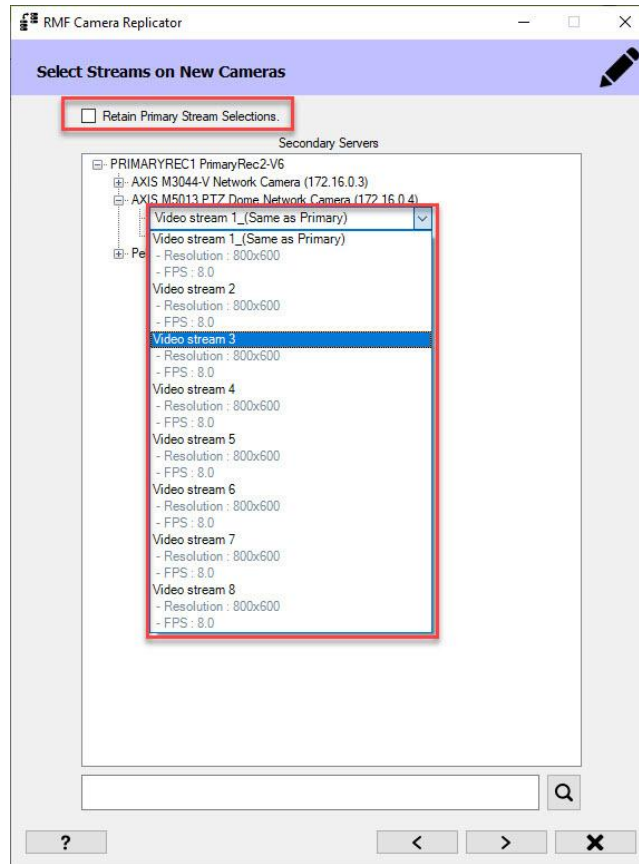 RMF Camera Replicator
Select Streams on New Cameras
Retain Primary Stream Selections.
Secondary Servers
PRIMARYREC1 PrimaryRec2-V6
AXIS M3044-V Network Camera (172.16.0.3)
AXIS M5013 PTZ Dome Network Camera (172.16.0.4)
Video stream 1_(Same as Primary)
Video stream 1_(Same as Primary)
- Resolution : 800x600
- FPS : 8.0
Video stream 2
- Resolution : 800x600
- FPS : 8.0
Pe
Video stream 3
- Resolution : 800x600
- FPS : 8.0
Video stream 4
- Resolution : 800x600
- FPS : 8.0
Video stream 5
- Resolution : 800x600
- FPS : 8.0
Video stream 6
- Resolution : 800x600
- FPS : 8.0
Video stream 7
- Resolution : 800x600
- FPS : 8.0
Video stream 8
- Resolution : 800x600
- FPS : 8.0
?